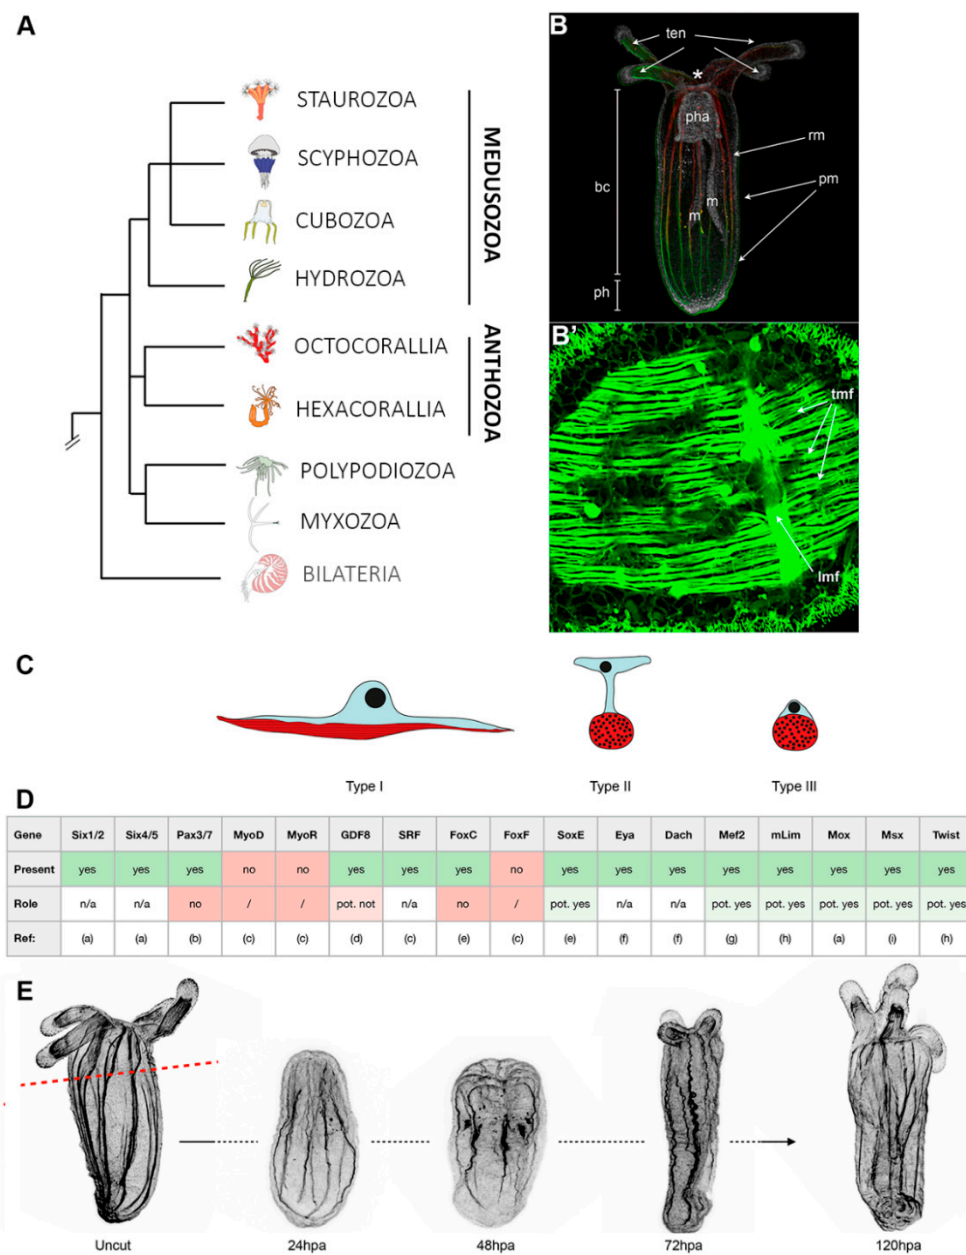 A
STAUROZOA
SCYPHOZOA
CUBOZOA
HYDROZOA
OCTOCORALLIA
HEXACORALLIA
POLYPODIOZOA
MYXOZOA
BILATERIA
MEDUSOZOA
ANTHOZOA
B
ten
*
pha
rm
bc
pm
m
m
ph
B'
tmf
lmf
C
Type I
Type II
Type III
D
Gene Six1/2 Six4/5 Pax3/7 MyoD MyoR GDF8 SRF FoxC FoxF SoxE Eya Dach Mef2 mLim Mox Msx Twist
Present yes yes yes no no yes yes yes no yes yes yes yes yes yes yes yes
Role n/a n/a no / / pot. not n/a no / pot. yes n/a n/a pot. yes pot. yes pot. yes pot. yes pot. yes
Ref: (a) (a) (b) (c) (c) (d) (c) (e) (c) (e) (f) (f) (g) (h) (a) (i) (h)
E
Uncut
24hpa
48hpa
72hpa
120hpa